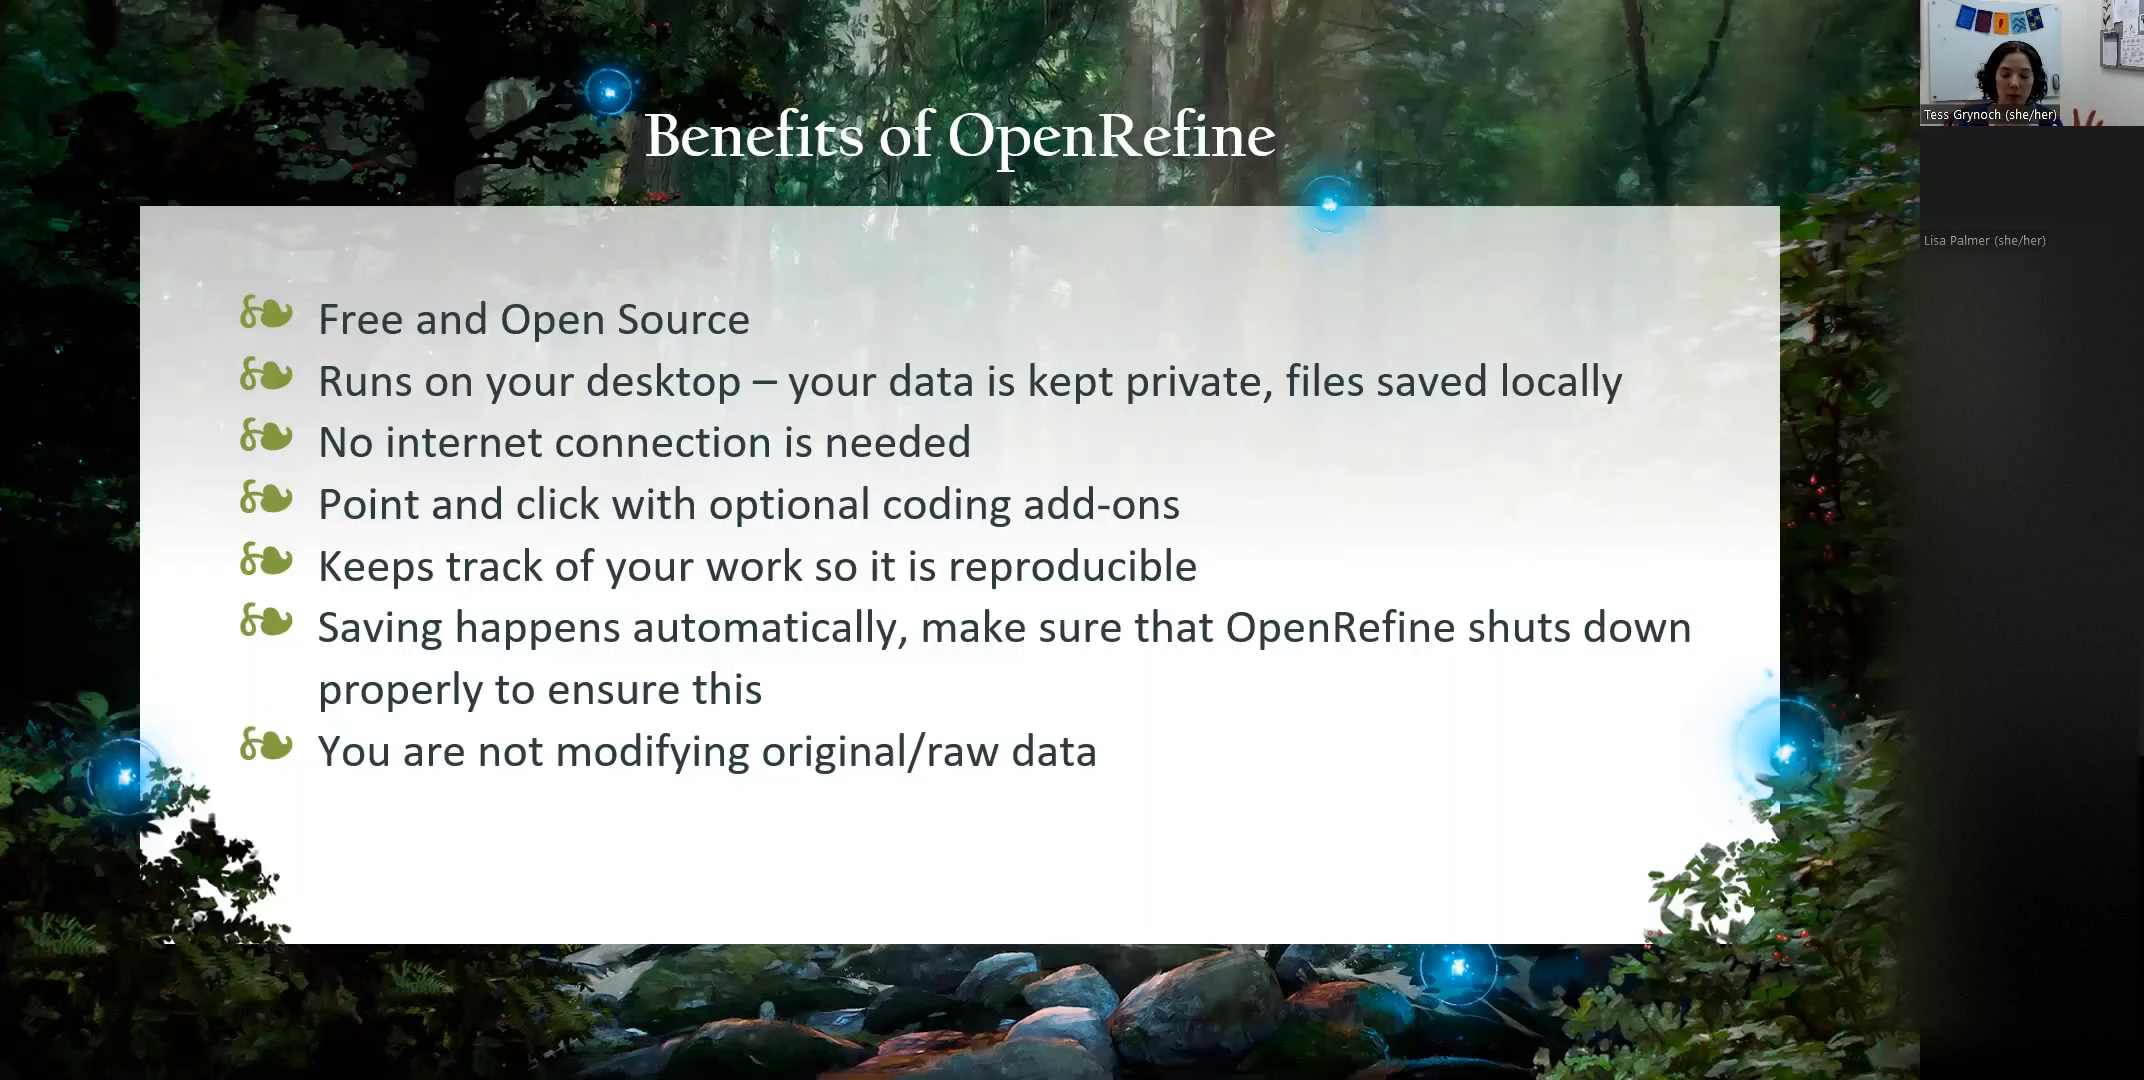 Benefits of OpenRefine
Free and Open Source
Runs on your desktop – your data is kept private, files saved locally
No internet connection is needed
Point and click with optional coding add-ons
Keeps track of your work so it is reproducible
Saving happens automatically, make sure that OpenRefine shuts down
properly to ensure this
You are not modifying original/raw data
Tess Grynoch (she/her)
Lisa Palmer (she/her)